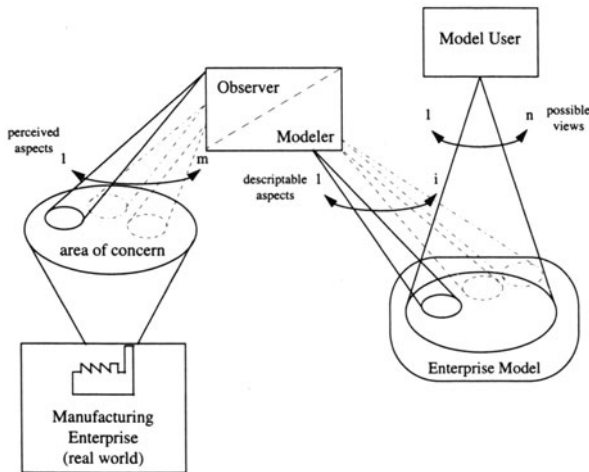 Model User
Observer
Modeler
perceived
aspects
1
m
1
n
possible
views
descriptable
aspects
1
i
area of concern
Enterprise Model
Manufacturing
Enterprise
(real world)